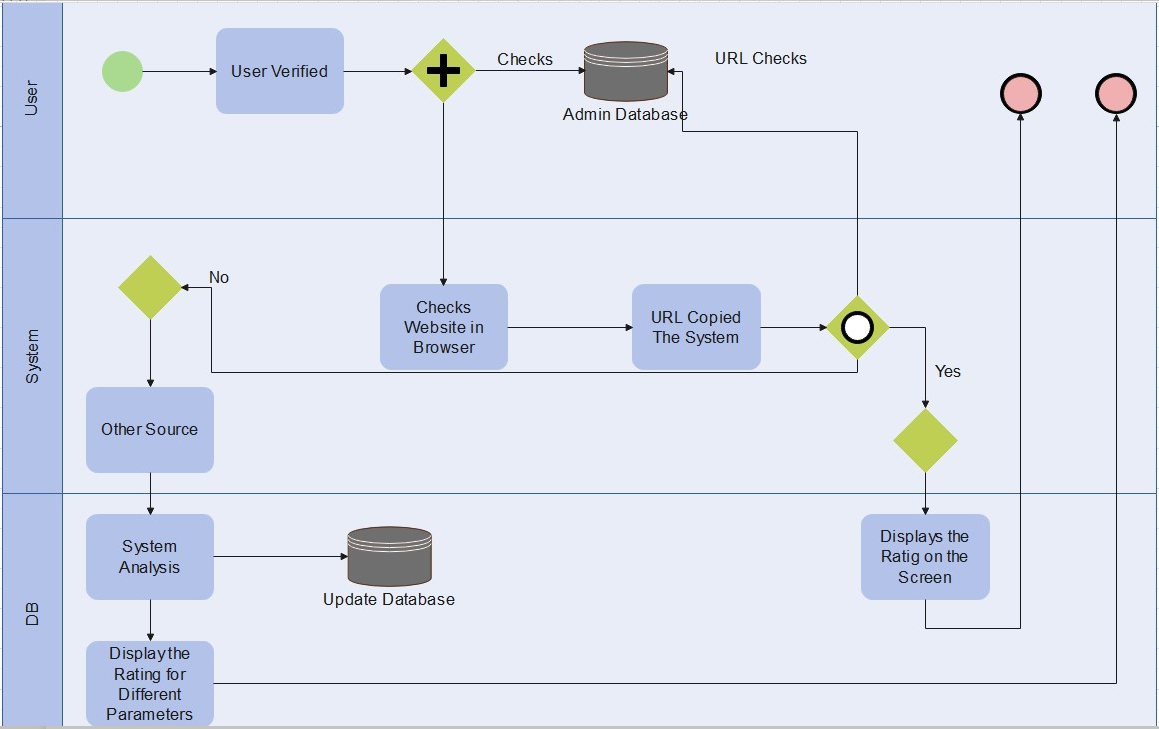 User
User Verified
Checks
Admin Database
URL Checks
System
No
Checks
Website in
Browser
URL Copied
The System
Yes
Other Source
DB
System
Analysis
Update Database
Displays the
Ratig on the
Screen
Display the
Rating for
Different
Parameters